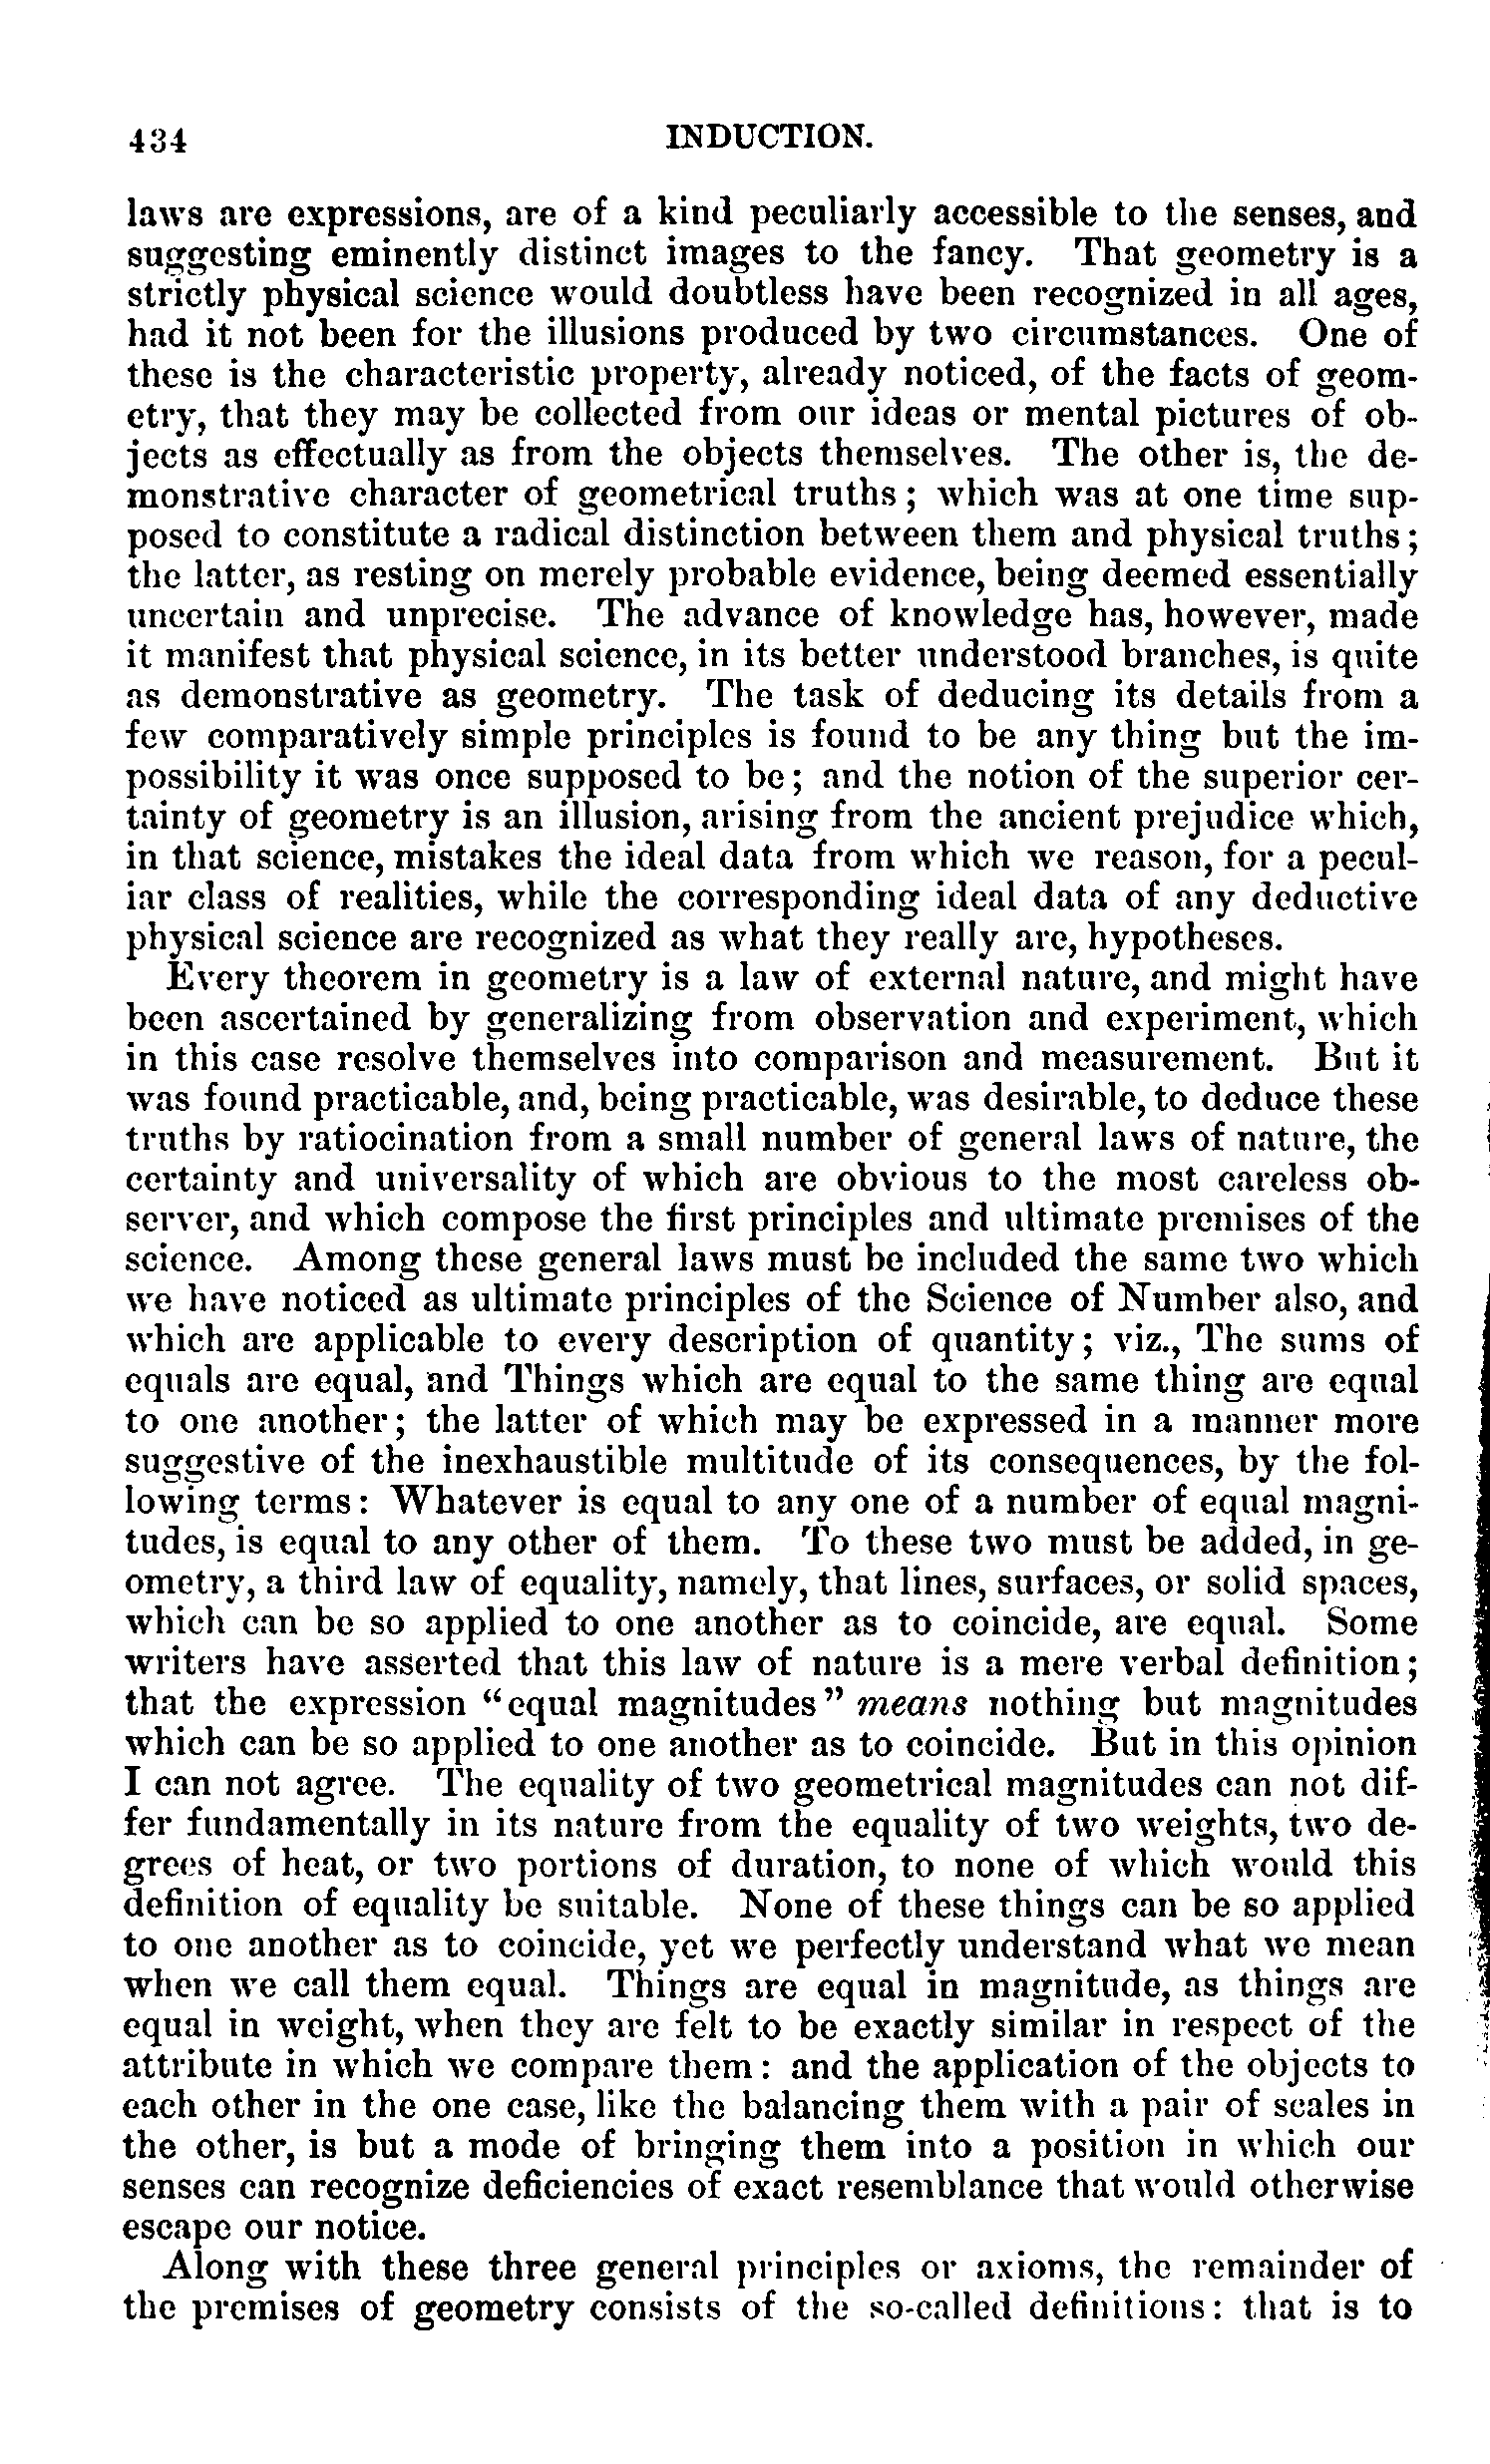 434 INDUCTION.
laws are expressions, are of a kind peculiarly accessible to the senses, and
suggesting eminently distinct images to the fancy. That geometry is a
strictly physical science would doubtless have been recognized in all ages,
had it not been for the illusions produced by two circumstances. One of
these is the characteristic property, already noticed, of the facts of geom-
etry, that they may be collected from our ideas or mental pictures of ob-
jects as effectually as from the objects themselves. The other is, the de-
monstrative character of geometrical truths; which was at one time sup-
posed to constitute a radical distinction between them and physical truths;
the latter, as resting on merely probable evidence, being deemed essentially
uncertain and unprecise. The advance of knowledge has, however, made
it manifest that physical science, in its better understood branches, is quite
as demonstrative as geometry. The task of deducing its details from a
few comparatively simple principles is found to be any thing but the im-
possibility it was once supposed to be; and the notion of the superior cer-
tainty of geometry is an illusion, arising from the ancient prejudice which,
in that science, mistakes the ideal data from which we reason, for a pecul-
iar class of realities, while the corresponding ideal data of any deductive
physical science are recognized as what they really are, hypotheses.
Every theorem in geometry is a law of external nature, and might have
been ascertained by generalizing from observation and experiment, which
in this case resolve themselves into comparison and measurement. But it
was found practicable, and, being practicable, was desirable, to deduce these
truths by ratiocination from a small number of general laws of nature, the
certainty and universality of which are obvious to the most careless ob-
server, and which compose the first principles and ultimate premises of the
science. Among these general laws must be included the same two which
we have noticed as ultimate principles of the Science of Number also, and
which are applicable to every description of quantity; viz., The sums of
equals are equal, and Things which are equal to the same thing are equal
to one another; the latter of which may be expressed in a manner more
suggestive of the inexhaustible multitude of its consequences, by the fol-
lowing terms: Whatever is equal to any one of a number of equal magni-
tudes, is equal to any other of them. To these two must be added, in ge-
ometry, a third law of equality, namely, that lines, surfaces, or solid spaces,
which can be so applied to one another as to coincide, are equal. Some
writers have asserted that this law of nature is a mere verbal definition;
that the expression "equal magnitudes" means nothing but magnitudes
which can be so applied to one another as to coincide. But in this opinion
I can not agree. The equality of two geometrical magnitudes can not dif-
fer fundamentally in its nature from the equality of two weights, two de-
grees of heat, or two portions of duration, to none of which would this
definition of equality be suitable. None of these things can be so applied
to one another as to coincide, yet we perfectly understand what we mean
when we call them equal. Things are equal in magnitude, as things are
equal in weight, when they are felt to be exactly similar in respect of the
attribute in which we compare them: and the application of the objects to
each other in the one case, like the balancing them with a pair of scales in
the other, is but a mode of bringing them into a position in which our
senses can recognize deficiencies of exact resemblance that would otherwise
escape our notice.
Along with these three general principles or axioms, the remainder of
the premises of geometry consists of the so-called definitions: that is to